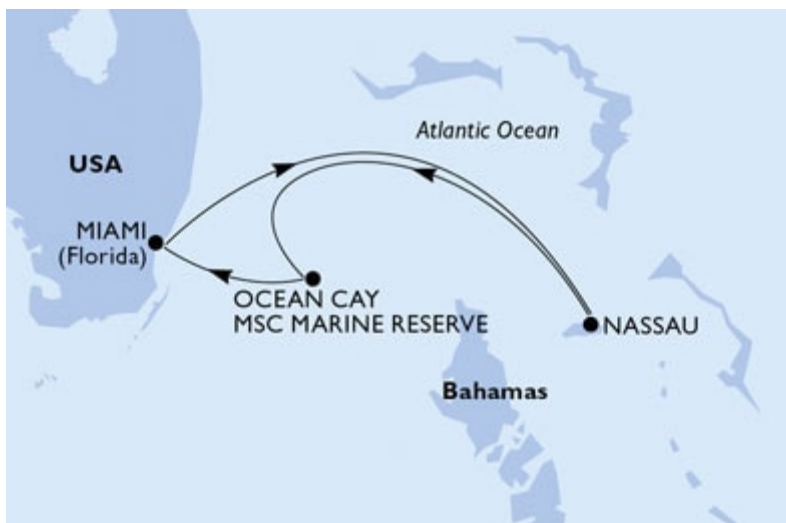 Atlantic Ocean
USA
MIAMI
(Florida)
OCEAN CAY
MSC MARINE RESERVE
NASSAU
Bahamas